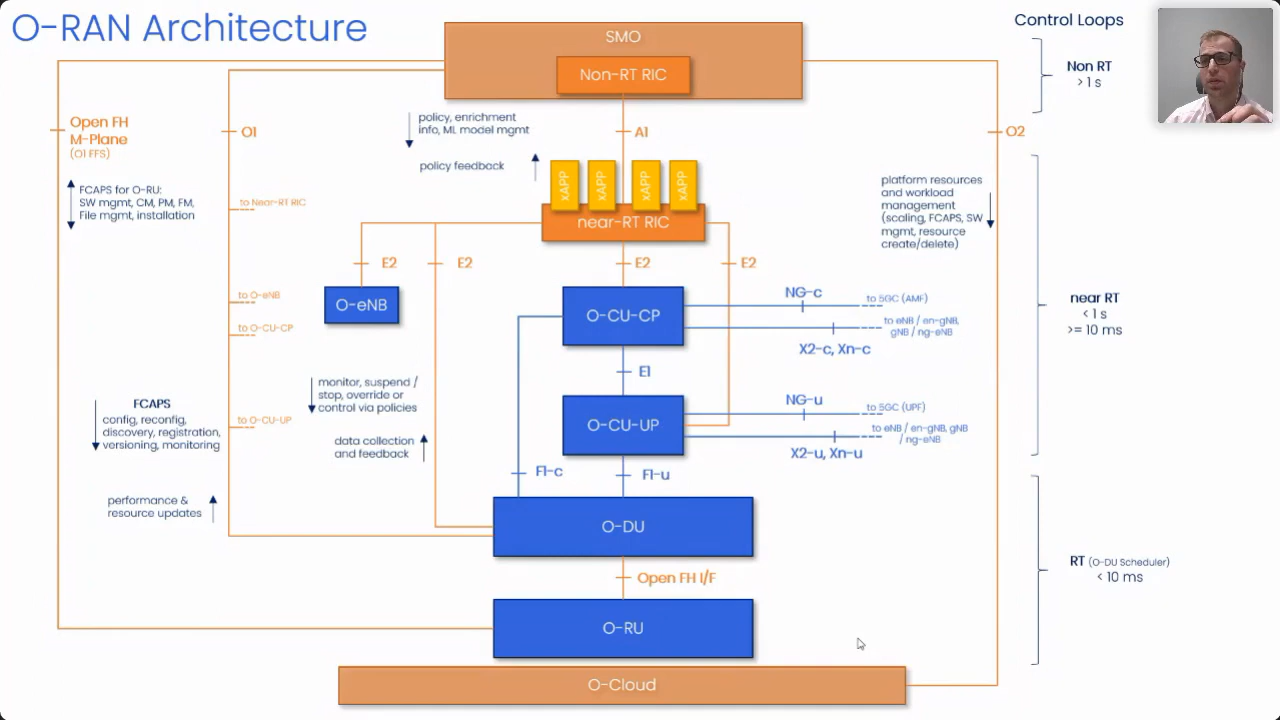 O-RAN Architecture
SMO
Non-RT RIC
Control Loops
Non RT
> 1 s
Open FH
M-Plane
(O1 FFS)
O1
policy, enrichment
info, ML model mgmt
A1
O2
policy feedback
XAPP
XAPP
XAPP
XAPP
near-RT RIC
FCAPS for O-RU:
SW mgmt, CM, PM, FM,
File mgmt, installation
to Near-RT RIC
platform resources
and workload
management
(scaling, FCAPS, SW
mgmt, resource
create/delete)
E2
E2
E2
E2
to O-eNB
to O-CU-CP
O-eNB
O-CU-CP
NG-c
to 5GC (AMF)
to eNB / en-gNB,
gNB / ng-eNB
X2-c, Xn-c
near RT
< 1 s
>= 10 ms
E1
monitor, suspend /
stop, override or
control via policies
data collection
and feedback
FCAPS
config, reconfig,
discovery, registration,
versioning, monitoring
to O-CU-UP
O-CU-UP
NG-u
to 5GC (UPF)
to eNB / en-gNB, gNB
/ ng-eNB
X2-u, Xn-u
F1-c
F1-u
performance &
resource updates
O-DU
RT (O-DU Scheduler)
< 10 ms
Open FH I/F
O-RU
O-Cloud